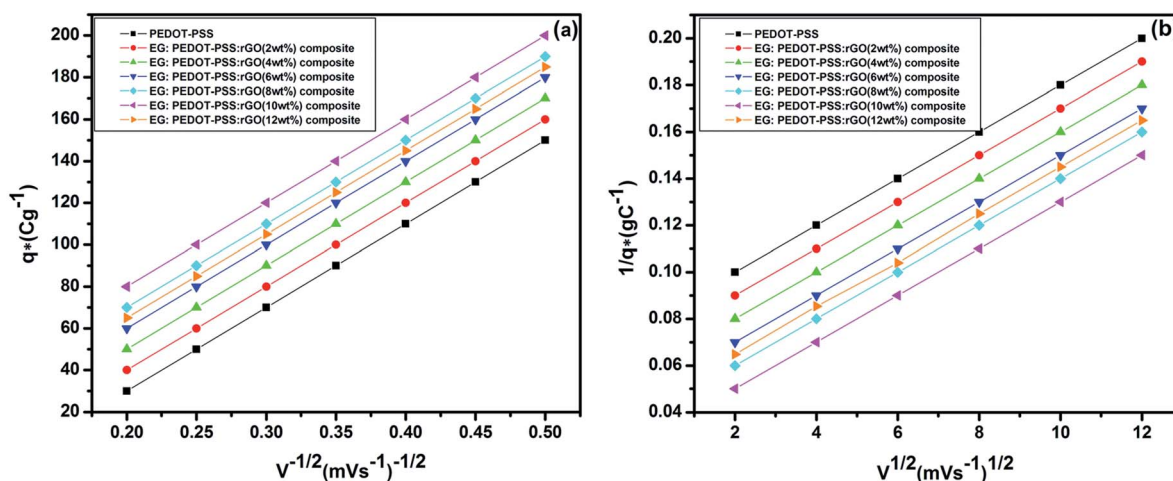 (a)
PEDOT-PSS
EG: PEDOT-PSS:rGO(2wt%) composite
EG: PEDOT-PSS:rGO(4wt%) composite
EG: PEDOT-PSS:rGO(6wt%) composite
EG: PEDOT-PSS:rGO(8wt%) composite
EG: PEDOT-PSS:rGO(10wt%) composite
EG: PEDOT-PSS:rGO(12wt%) composite
q*(Cg⁻¹)
200
180
160
140
120
100
80
60
40
20
0.20 0.25 0.30 0.35 0.40 0.45 0.50
V⁻¹/²(mVs⁻¹)⁻¹/²
(b)
PEDOT-PSS
EG: PEDOT-PSS:rGO(2wt%) composite
EG: PEDOT-PSS:rGO(4wt%) composite
EG: PEDOT-PSS:rGO(6wt%) composite
EG: PEDOT-PSS:rGO(8wt%) composite
EG: PEDOT-PSS:rGO(10wt%) composite
EG: PEDOT-PSS:rGO(12wt%) composite
1/q*(gC⁻¹)
0.20
0.18
0.16
0.14
0.12
0.10
0.08
0.06
0.04
2 4 6 8 10 12
V¹/²(mVs⁻¹)¹/²